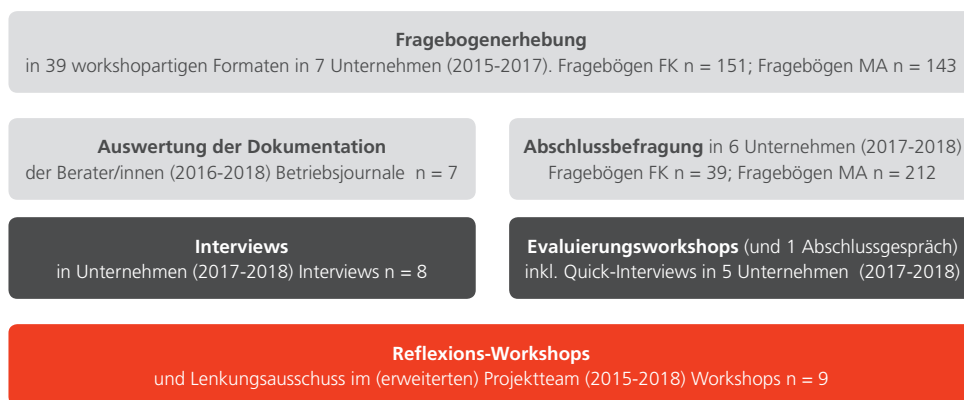 Fragebogenerhebung
in 39 workshopartigen Formaten in 7 Unternehmen (2015-2017). Fragebögen FK n = 151; Fragebögen MA n = 143
Auswertung der Dokumentation
der Berater/innen (2016-2018) Betriebsjournale n = 7
Abschlussbefragung in 6 Unternehmen (2017-2018)
Fragebögen FK n = 39; Fragebögen MA n = 212
Interviews
in Unternehmen (2017-2018) Interviews n = 8
Evaluierungsworkshops (und 1 Abschlussgespräch)
inkl. Quick-Interviews in 5 Unternehmen (2017-2018)
Reflexions-Workshops
und Lenkungsausschuss im (erweiterten) Projektteam (2015-2018) Workshops n = 9